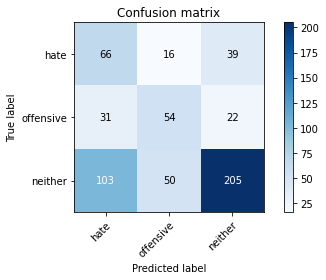 Confusion matrix
True label
hate 66 16 39
offensive 31 54 22
neither 103 50 205
hate offensive neither
Predicted label
200
175
150
125
100
75
50
25